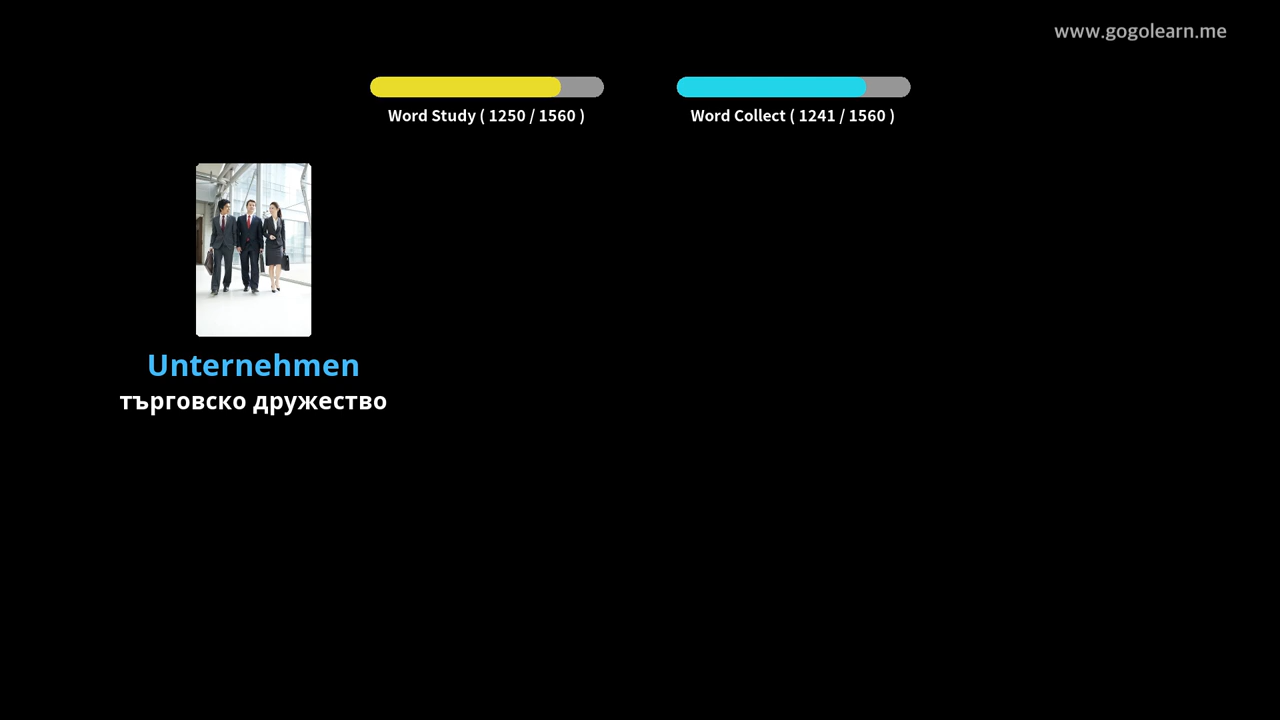 www.gogolearn.me
Word Study ( 1250 / 1560 )
Word Collect ( 1241 / 1560 )
Unternehmen
търговско дружество